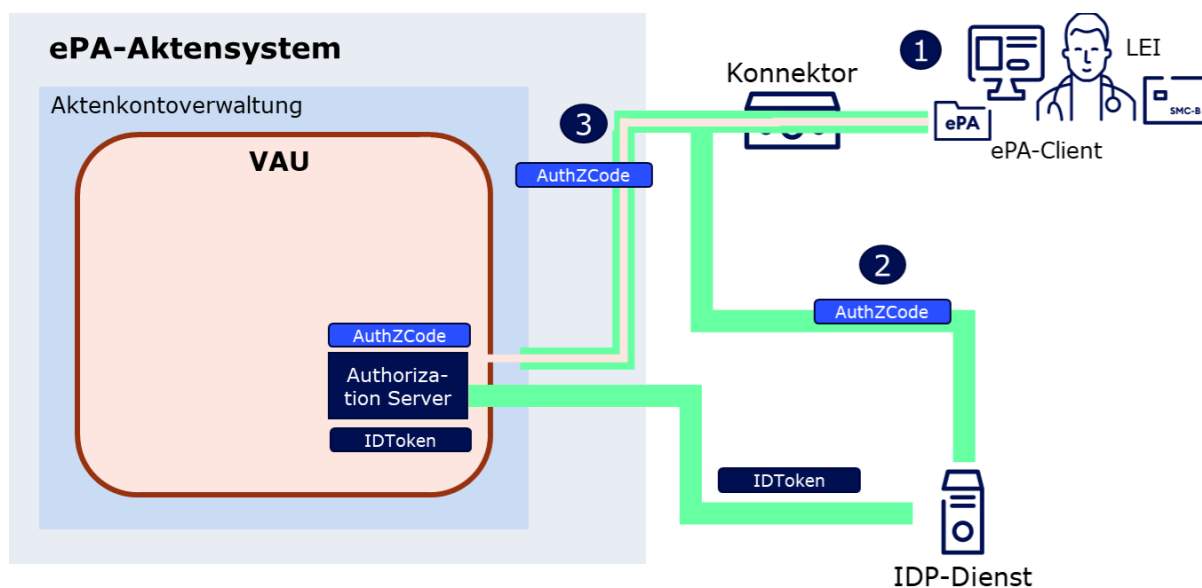 ePA-Aktensystem
Aktenkontoverwaltung
VAU
AuthZCode
Authoriza-
tion Server
IDToken
3
AuthZCode
Konnektor
1
LEI
SMC-B
ePA
ePA-Client
2
AuthZCode
IDToken
IDP-Dienst